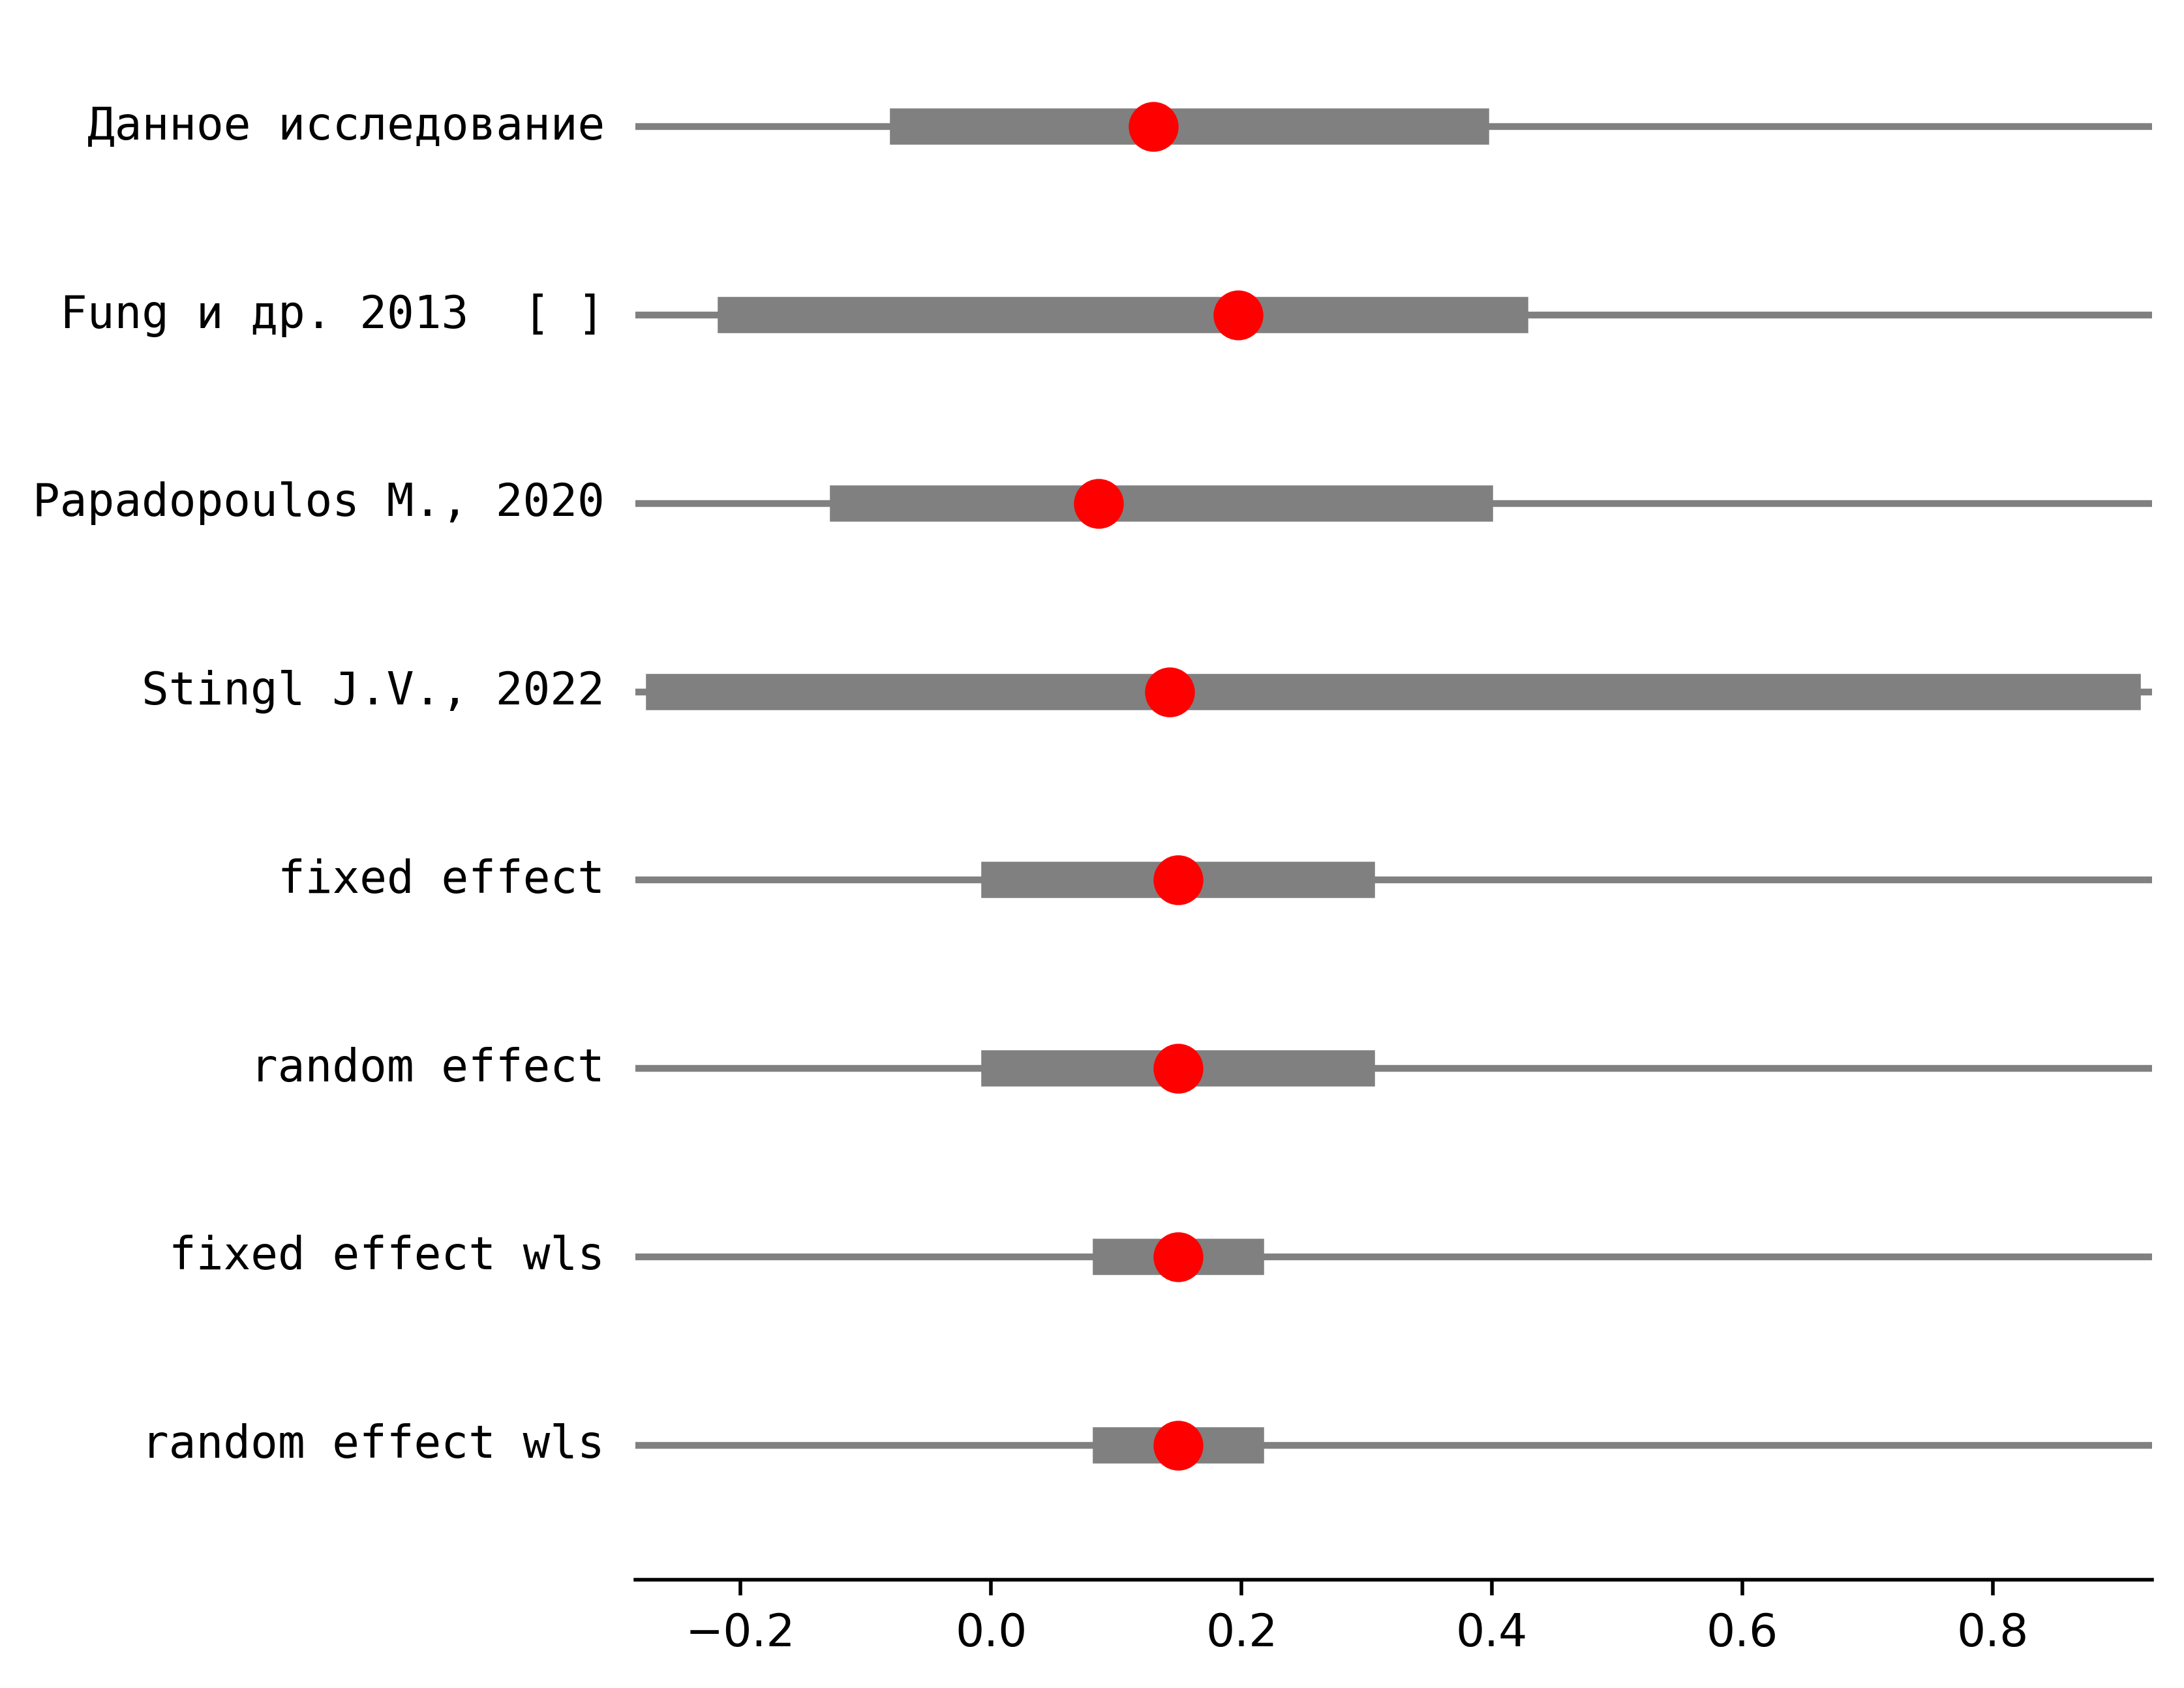 Данное исследование
Fung и др. 2013  [ ]
Papadopoulos M., 2020
Stingl J.V., 2022
fixed effect
random effect
fixed effect wls
random effect wls
−0.2 0.0 0.2 0.4 0.6 0.8